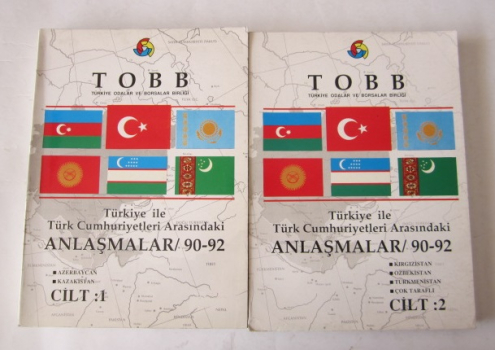 TOBB
TÜRKİYE ODALAR VE BORSALAR BİRLİĞİ
Türkiye ile
Türk Cumhuriyetleri Arasındaki
ANLAŞMALAR/ 90-92
AZERBAYCAN
KAZAKİSTAN
CİLT :1
TOBB
TÜRKİYE ODALAR VE BORSALAR BİRLİĞİ
Türkiye ile
Türk Cumhuriyetleri Arasındaki
ANLAŞMALAR/ 90-92
KIRGIZİSTAN
ÖZBEKİSTAN
TÜRKMENİSTAN
ÇOK TARAFLI
CİLT :2